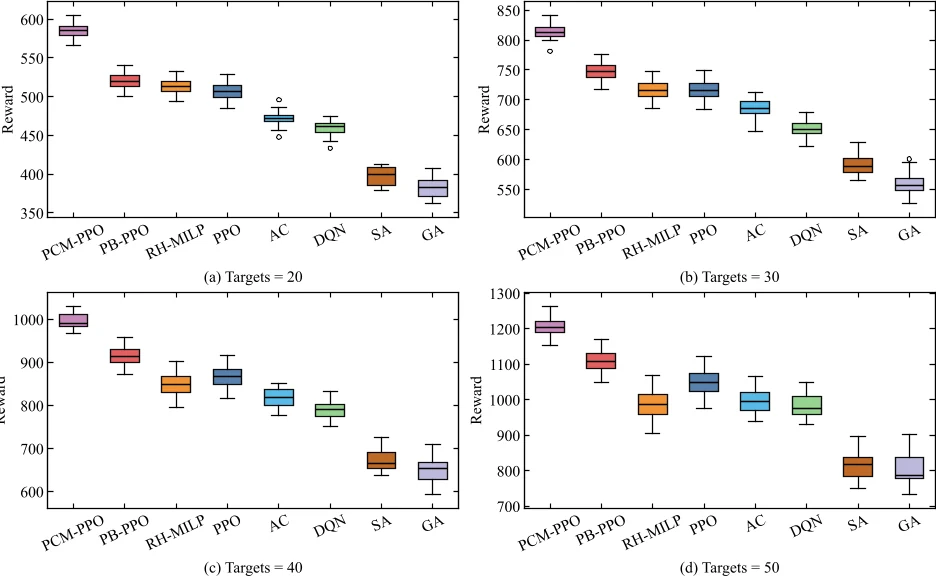 600
550
500
450
400
350
Reward
PCM-PPO
PB-PPO
RH-MILP
PPO
AC
DQN
SA
GA
(a) Targets = 20
850
800
750
700
650
600
550
Reward
PCM-PPO
PB-PPO
RH-MILP
PPO
AC
DQN
SA
GA
(b) Targets = 30
1000
900
800
700
600
Reward
PCM-PPO
PB-PPO
RH-MILP
PPO
AC
DQN
SA
GA
(c) Targets = 40
1300
1200
1100
1000
900
800
700
Reward
PCM-PPO
PB-PPO
RH-MILP
PPO
AC
DQN
SA
GA
(d) Targets = 50